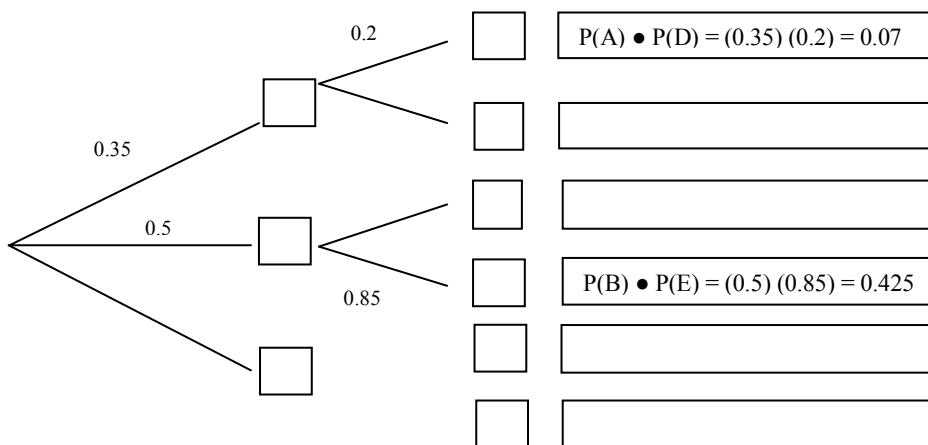 0.2
P(A) ● P(D) = (0.35) (0.2) = 0.07
0.35
0.5
0.85
P(B) ● P(E) = (0.5) (0.85) = 0.425